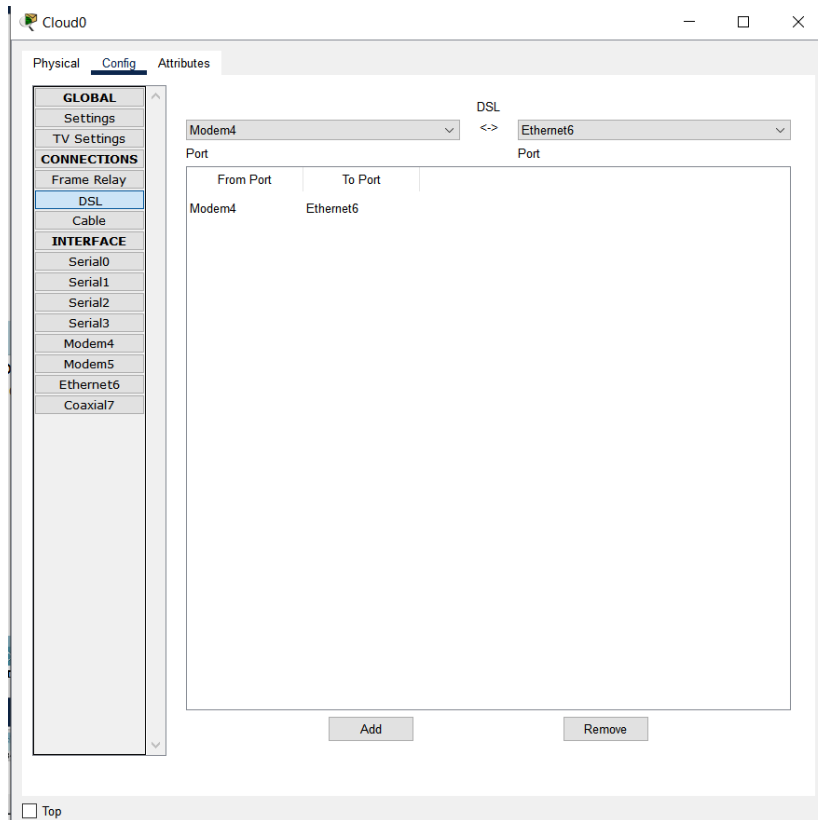 Cloud0
Physical Config Attributes
GLOBAL
Settings
TV Settings
CONNECTIONS
Frame Relay
DSL
Cable
INTERFACE
Serial0
Serial1
Serial2
Serial3
Modem4
Modem5
Ethernet6
Coaxial7
DSL
Modem4 <-> Ethernet6
Port Port
From Port To Port
Modem4 Ethernet6
Add Remove
Top